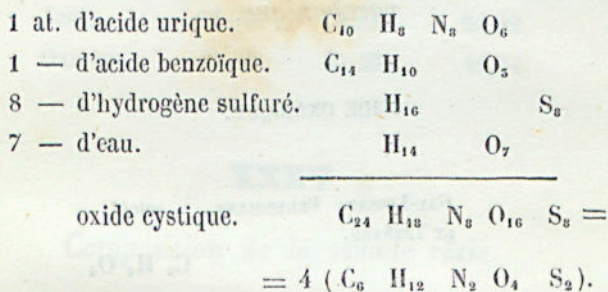 1 at. d'acide urique. C₁₀ H₈ N₈ O₆
1 — d'acide benzoïque. C₁₄ H₁₀ O₃
8 — d'hydrogène sulfuré. H₁₆ S₈
7 — d'eau. H₁₄ O₇
oxide cystique. C₂₄ H₄₈ N₈ O₁₆ S₈ =
= 4 (C₆ H₁₂ N₂ O₄ S₂).